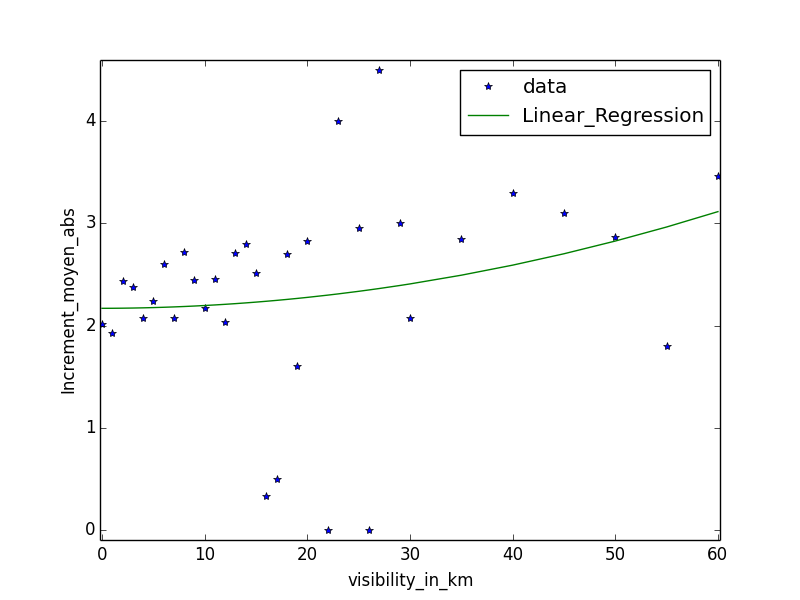 data
Linear_Regression
4
3
2
1
0
Increment_moyen_abs
0 10 20 30 40 50 60
visibility_in_km